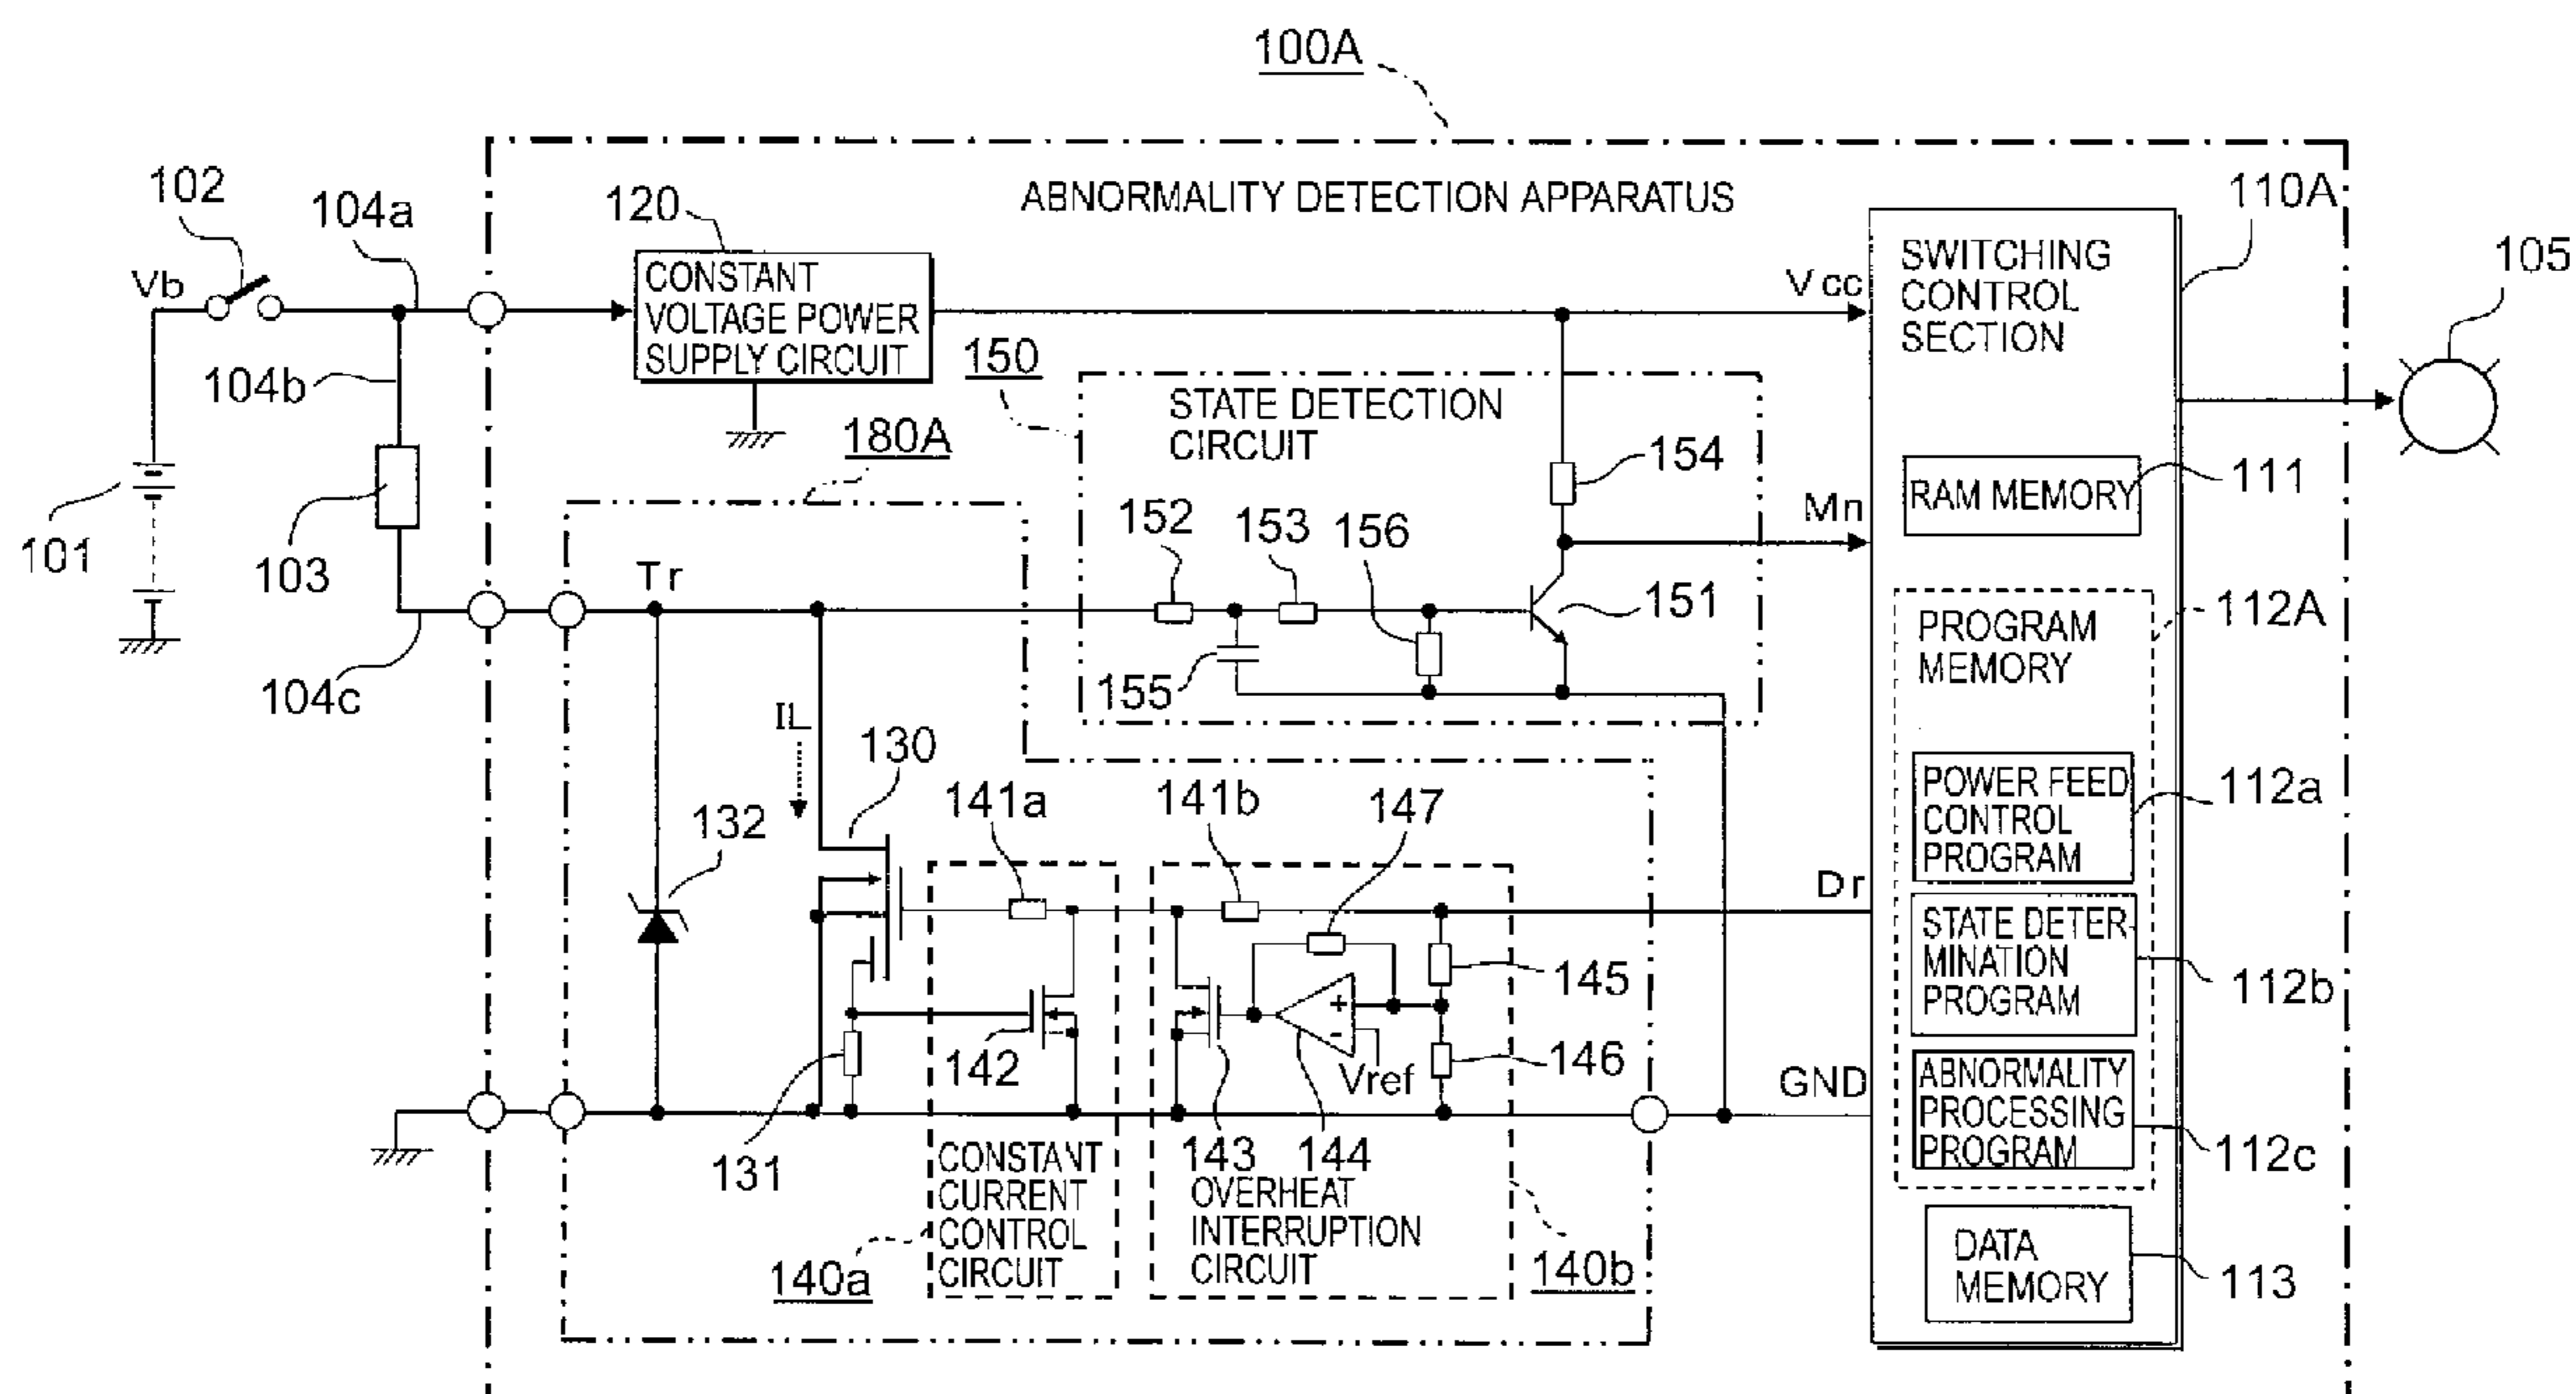 100A
102
104a
120
ABNORMALITY DETECTION APPARATUS
110A
Vb
CONSTANT
VOLTAGE POWER
SUPPLY CIRCUIT
Vcc
SWITCHING
CONTROL
SECTION
105
104b
150
STATE DETECTION
CIRCUIT
180A
154
RAM MEMORY
111
101
103
Tr
152
153
156
Mn
151
112A
PROGRAM
MEMORY
104c
155
IL
130
141a
141b
147
POWER FEED
CONTROL
PROGRAM
112a
132
Dr
STATE DETER-
MINATION
PROGRAM
112b
145
+
-
142
Vref
146
GND
ABNORMALITY
PROCESSING
PROGRAM
112c
131
CONSTANT
CURRENT
CONTROL
CIRCUIT
140a
143
144
OVERHEAT
INTERRUPTION
CIRCUIT
140b
DATA
MEMORY
113